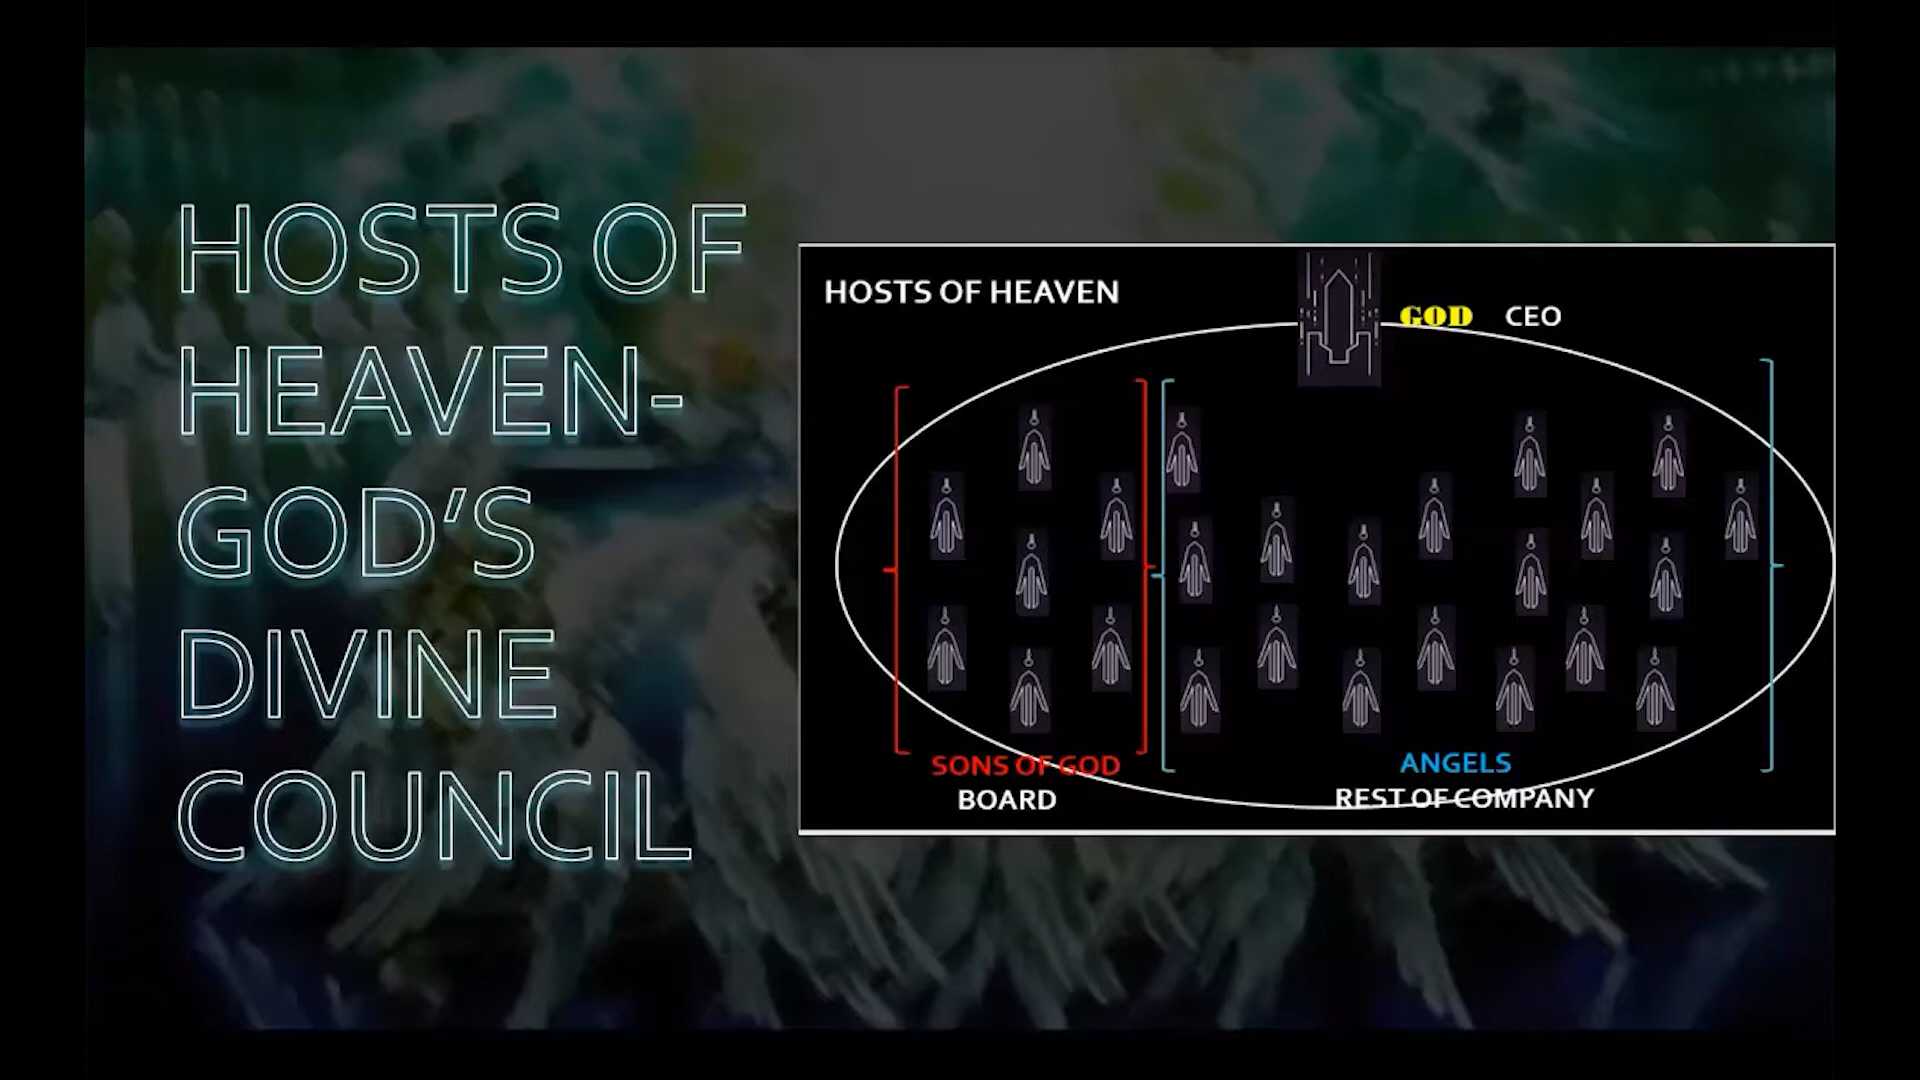 HOSTS OF
HEAVEN-
GOD’S
DIVINE
COUNCIL
HOSTS OF HEAVEN
GOD CEO
SONS OF GOD
BOARD
ANGELS
REST OF COMPANY